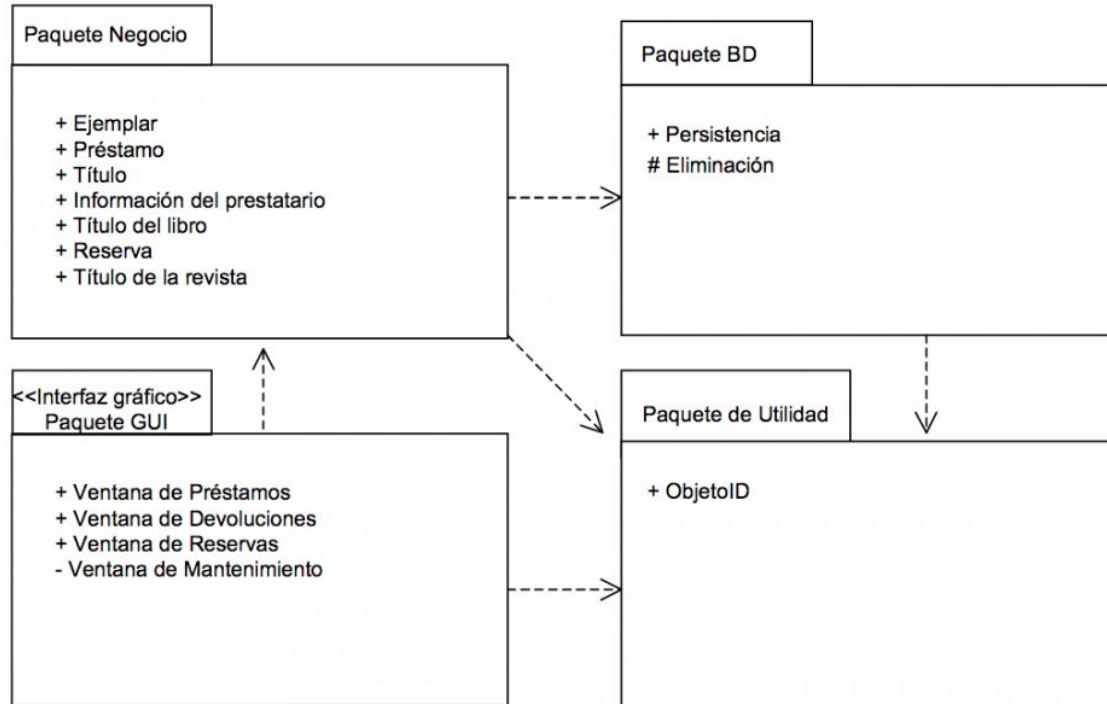 Paquete Negocio
+ Ejemplar
+ Préstamo
+ Título
+ Información del prestatario
+ Título del libro
+ Reserva
+ Título de la revista
Paquete BD
+ Persistencia
# Eliminación
<<Interfaz gráfico>>
Paquete GUI
+ Ventana de Préstamos
+ Ventana de Devoluciones
+ Ventana de Reservas
- Ventana de Mantenimiento
Paquete de Utilidad
+ ObjetoID